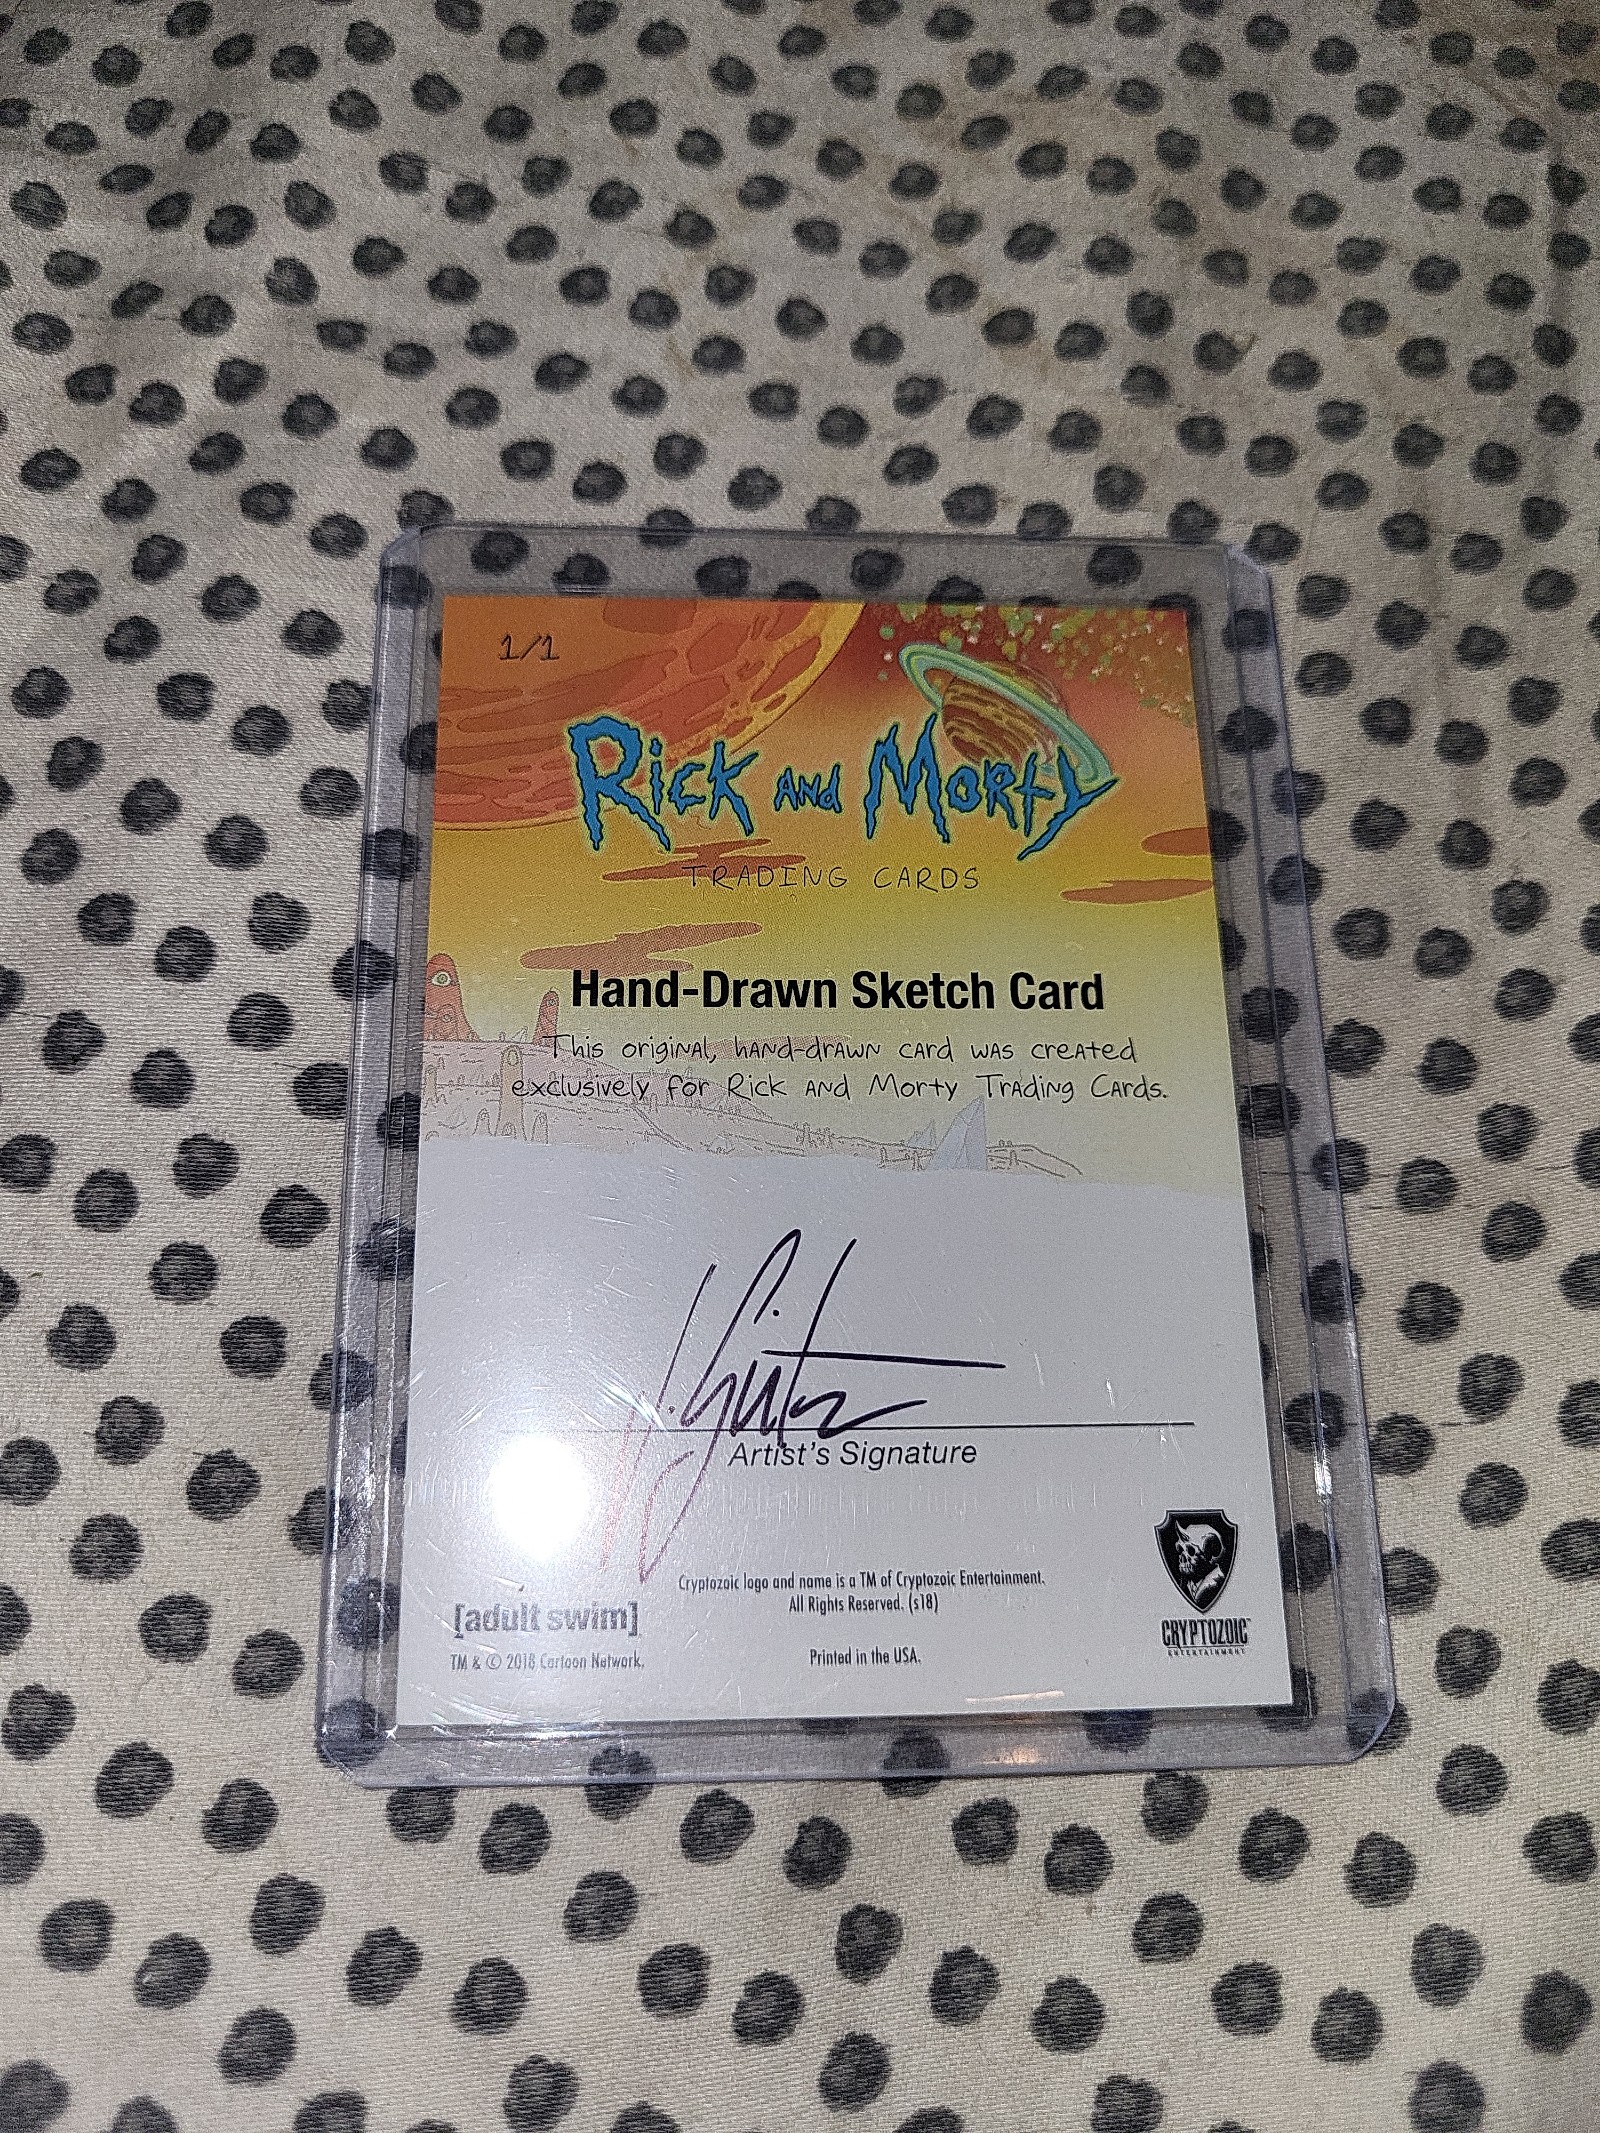 1/1
Rick and Morty
TRADING CARDS
Hand-Drawn Sketch Card
This original, hand-drawn card was created
exclusively for Rick and Morty Trading Cards.
Artist's Signature
Cryptozoic logo and name is a TM of Cryptozoic Entertainment.
All Rights Reserved. (s18)
[adult swim]
TM & © 2018 Cartoon Network.
Printed in the USA.
CRYPTOZOIC
ENTERTAINMENT